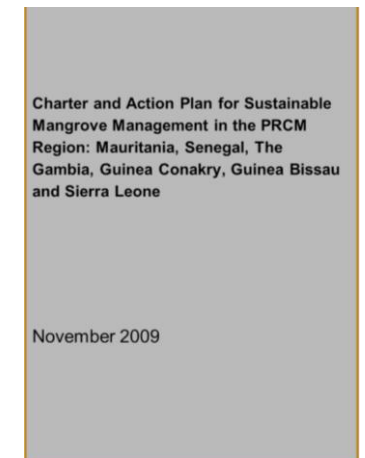 Charter and Action Plan for Sustainable
Mangrove Management in the PRCM
Region: Mauritania, Senegal, The
Gambia, Guinea Conakry, Guinea Bissau
and Sierra Leone
November 2009